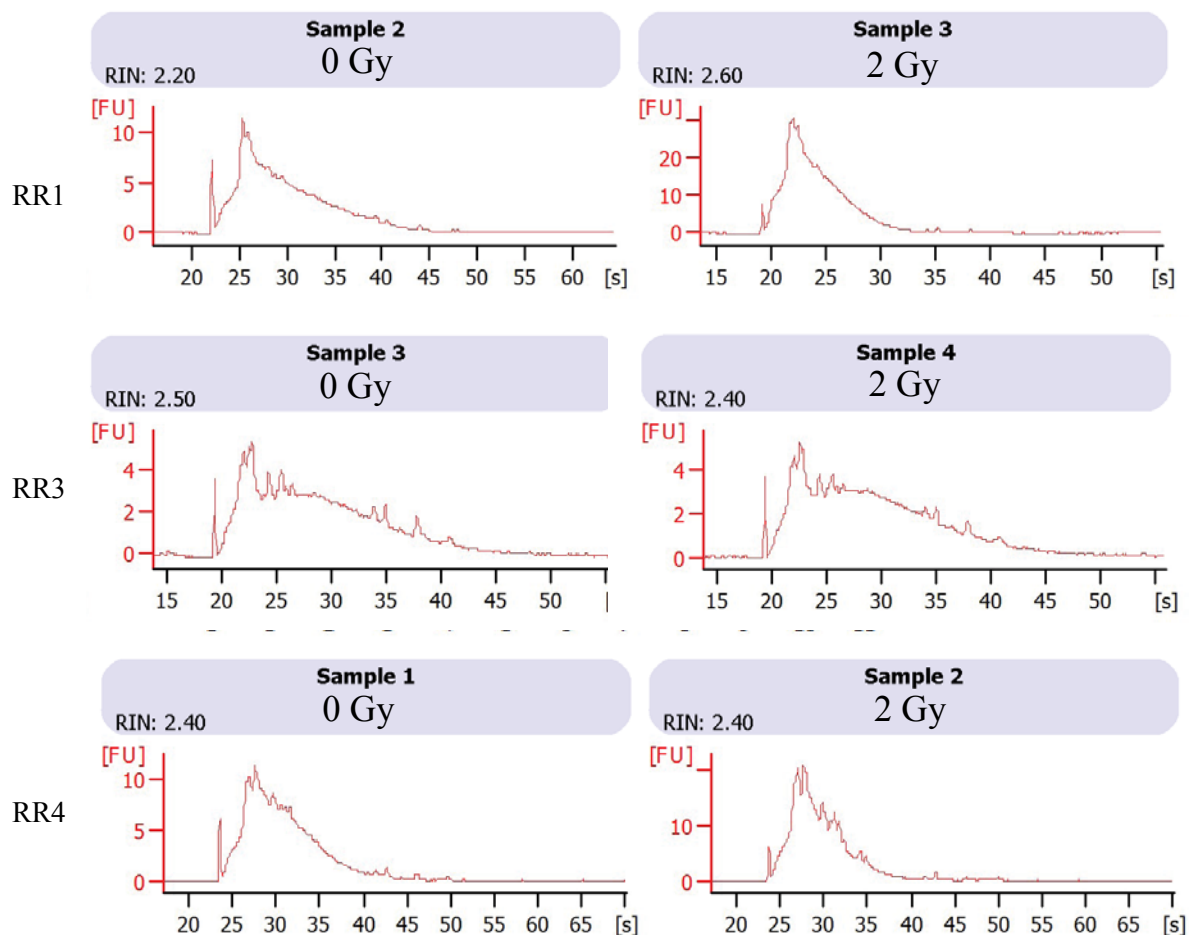 Sample 2
0 Gy
RIN: 2.20
Sample 3
2 Gy
RIN: 2.60
RR1
[FU]
10
5
0
20 25 30 35 40 45 50 55 60 [s]
[FU]
20
10
0
15 20 25 30 35 40 45 50 [s]
Sample 3
0 Gy
RIN: 2.50
Sample 4
2 Gy
RIN: 2.40
RR3
[FU]
4
2
0
15 20 25 30 35 40 45 50
[FU]
4
2
0
15 20 25 30 35 40 45 50 [s]
Sample 1
0 Gy
RIN: 2.40
Sample 2
2 Gy
RIN: 2.40
RR4
[FU]
10
5
0
20 25 30 35 40 45 50 55 60 65 [s]
[FU]
10
0
20 25 30 35 40 45 50 55 60 65 [s]